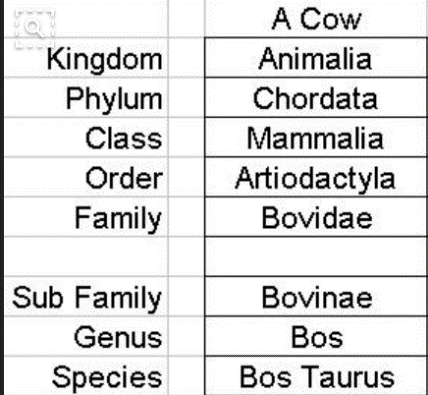 A Cow
Kingdom Animalia
Phylum Chordata
Class Mammalia
Order Artiodactyla
Family Bovidae
Sub Family Bovinae
Genus Bos
Species Bos Taurus